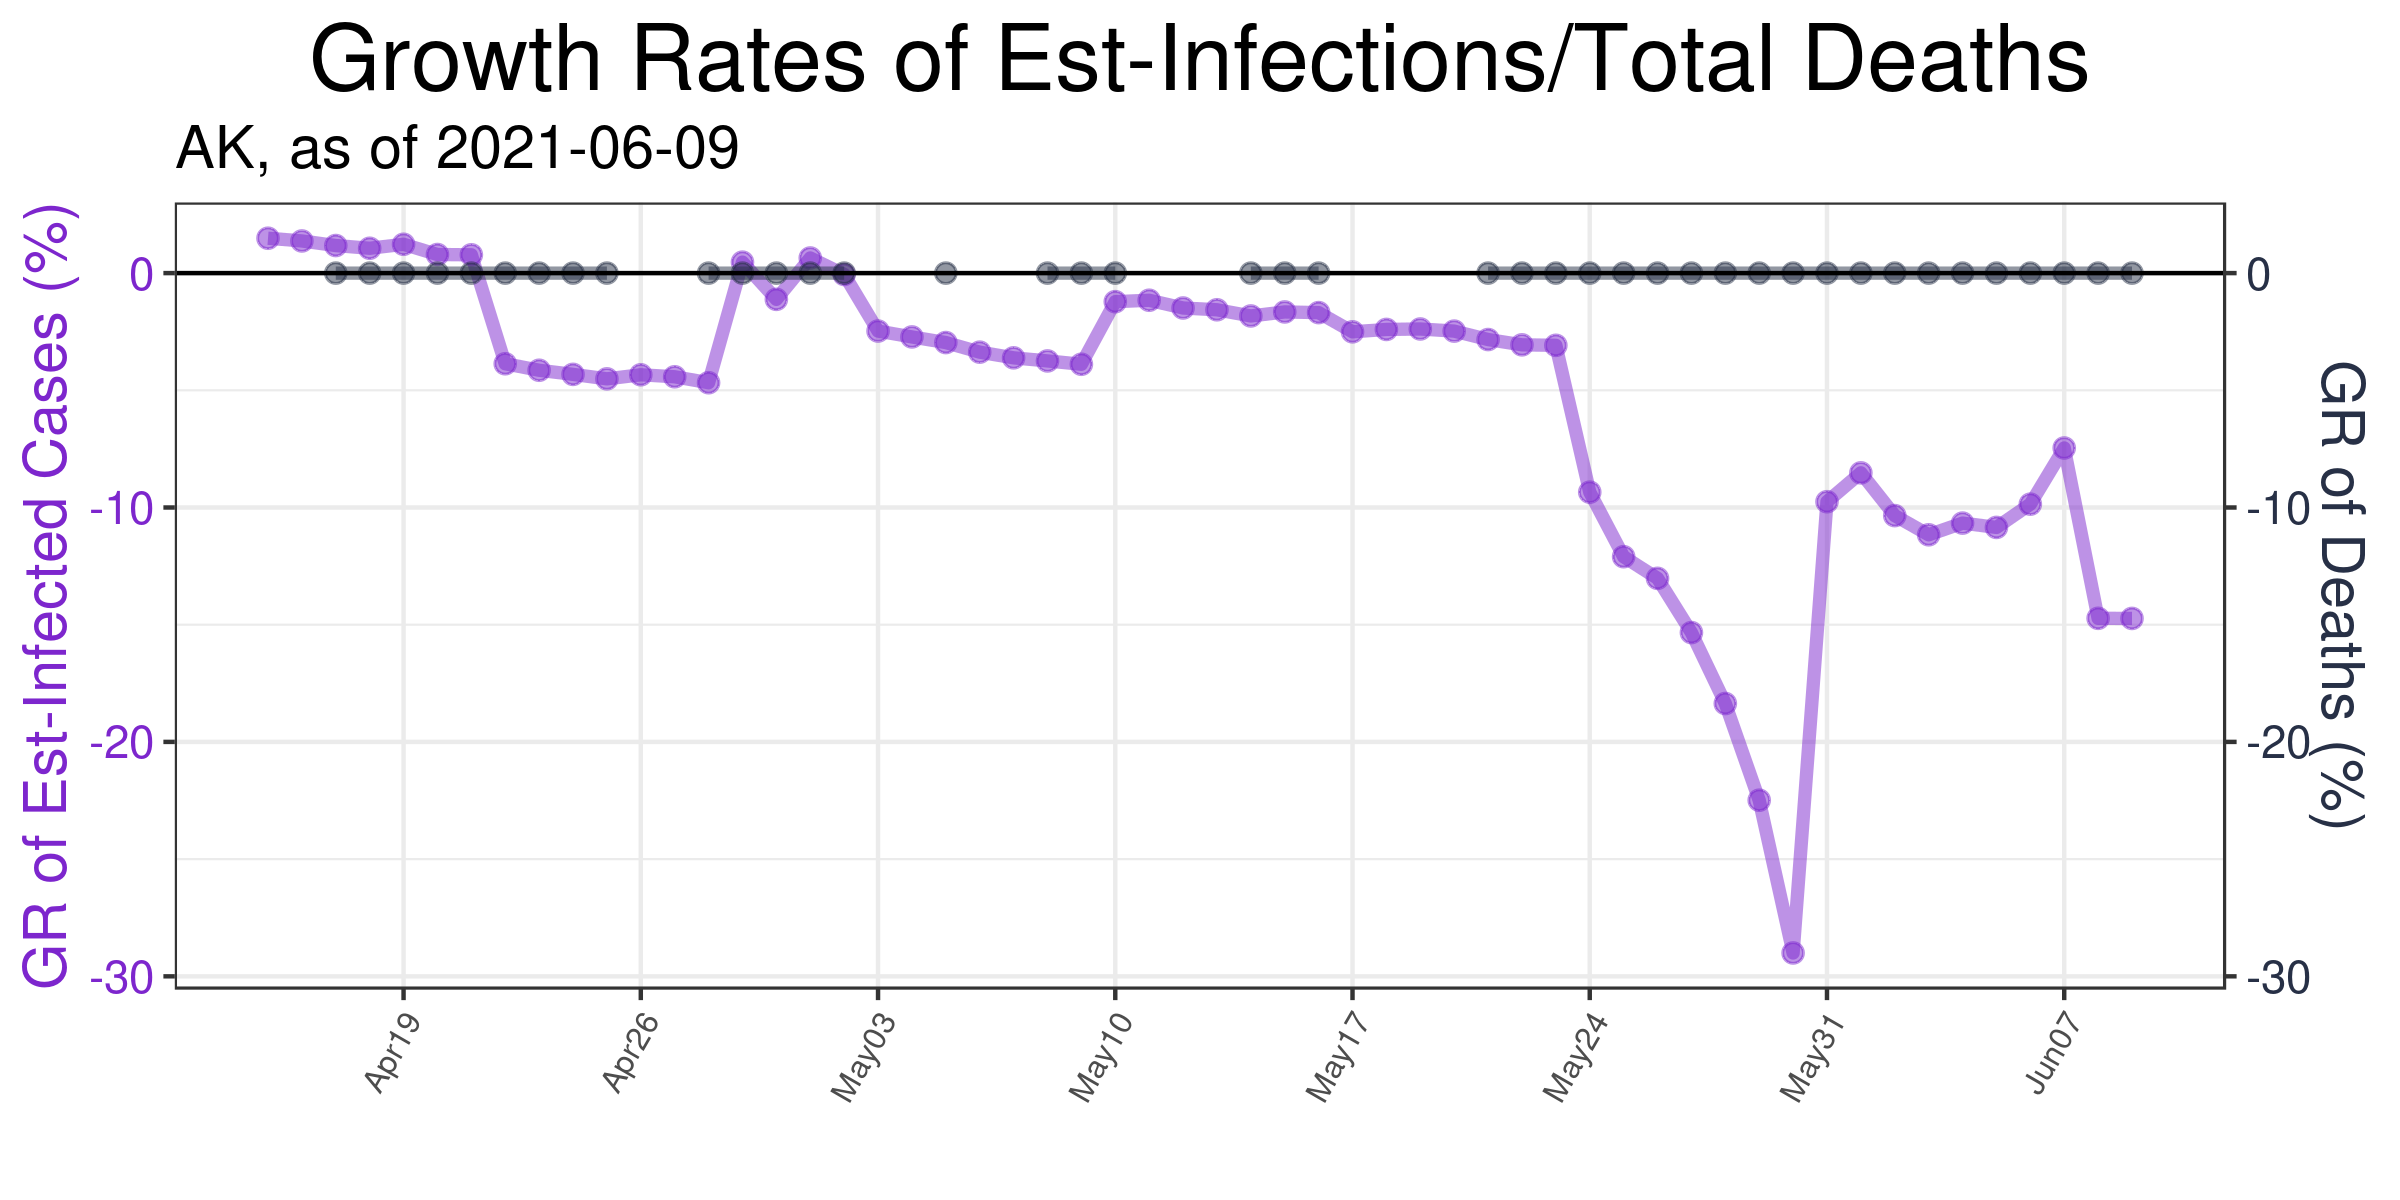 Growth Rates of Est-Infections/Total Deaths
AK, as of 2021-06-09
GR of Est-Infected Cases (%)
0
-10
-20
-30
0
-10
-20
-30
GR of Deaths (%)
Apr19
Apr26
May03
May10
May17
May24
May31
Jun07